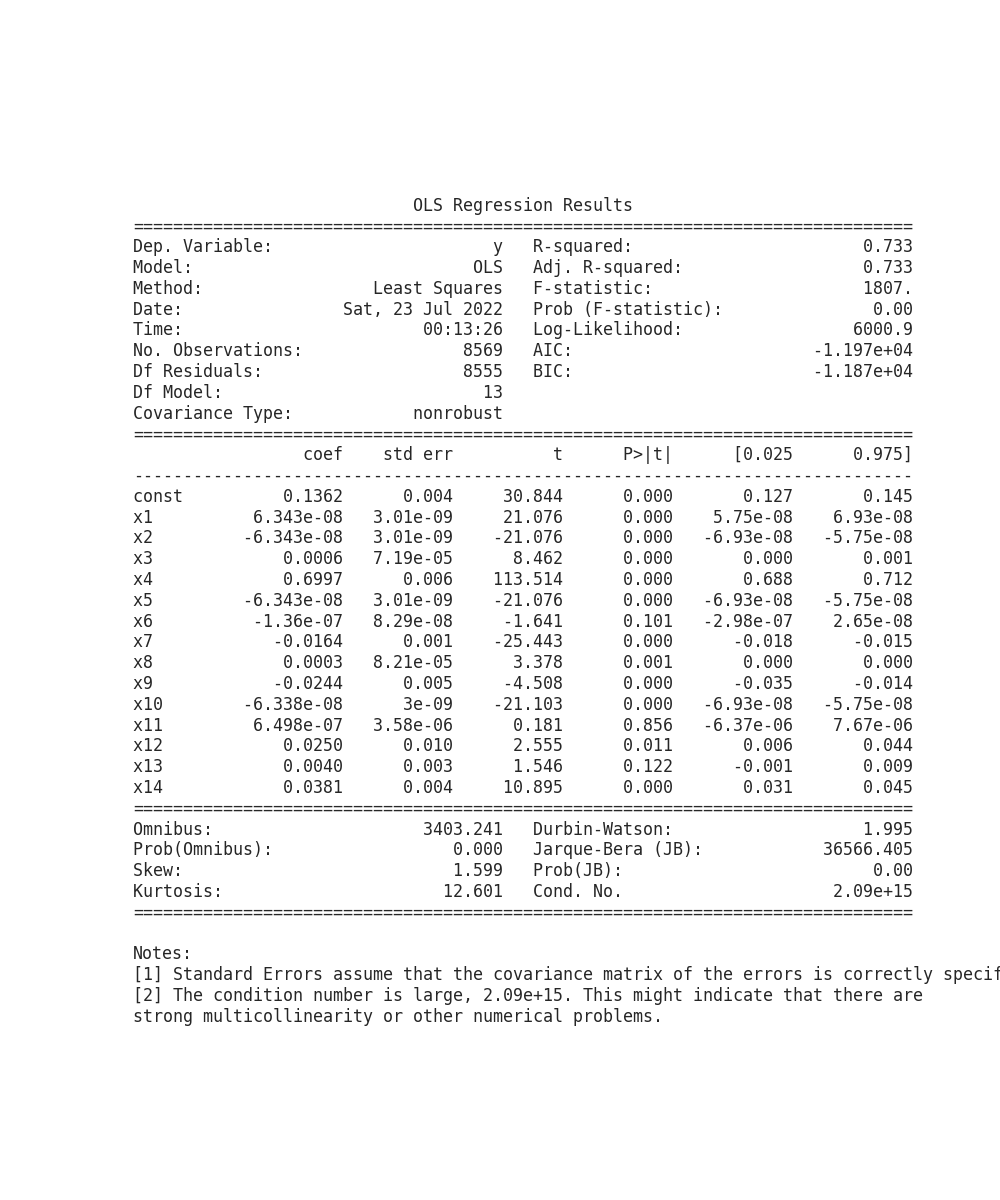 OLS Regression Results
==============================================================================
Dep. Variable:                      y   R-squared:                       0.733
Model:                            OLS   Adj. R-squared:                  0.733
Method:                 Least Squares   F-statistic:                     1807.
Date:                Sat, 23 Jul 2022   Prob (F-statistic):               0.00
Time:                        00:13:26   Log-Likelihood:                 6000.9
No. Observations:                8569   AIC:                        -1.197e+04
Df Residuals:                    8555   BIC:                        -1.187e+04
Df Model:                          13
Covariance Type:            nonrobust
==============================================================================
                 coef    std err          t      P>|t|      [0.025      0.975]
------------------------------------------------------------------------------
const          0.1362      0.004     30.844      0.000       0.127       0.145
x1          6.343e-08   3.01e-09     21.076      0.000    5.75e-08    6.93e-08
x2         -6.343e-08   3.01e-09    -21.076      0.000   -6.93e-08   -5.75e-08
x3             0.0006   7.19e-05      8.462      0.000       0.000       0.001
x4             0.6997      0.006    113.514      0.000       0.688       0.712
x5         -6.343e-08   3.01e-09    -21.076      0.000   -6.93e-08   -5.75e-08
x6          -1.36e-07   8.29e-08     -1.641      0.101   -2.98e-07    2.65e-08
x7            -0.0164      0.001    -25.443      0.000      -0.018      -0.015
x8             0.0003   8.21e-05      3.378      0.001       0.000       0.000
x9            -0.0244      0.005     -4.508      0.000      -0.035      -0.014
x10        -6.338e-08      3e-09    -21.103      0.000   -6.93e-08   -5.75e-08
x11         6.498e-07   3.58e-06      0.181      0.856   -6.37e-06    7.67e-06
x12            0.0250      0.010      2.555      0.011       0.006       0.044
x13            0.0040      0.003      1.546      0.122      -0.001       0.009
x14            0.0381      0.004     10.895      0.000       0.031       0.045
==============================================================================
Omnibus:                     3403.241   Durbin-Watson:                   1.995
Prob(Omnibus):                  0.000   Jarque-Bera (JB):            36566.405
Skew:                           1.599   Prob(JB):                         0.00
Kurtosis:                      12.601   Cond. No.                     2.09e+15
==============================================================================
Notes:
[1] Standard Errors assume that the covariance matrix of the errors is correctly specif
[2] The condition number is large, 2.09e+15. This might indicate that there are
strong multicollinearity or other numerical problems.